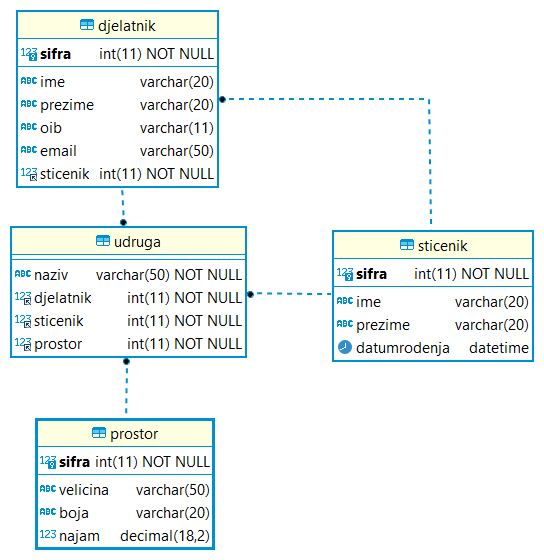 djelatnik
sifra int(11) NOT NULL
ABC ime varchar(20)
ABC prezime varchar(20)
ABC oib varchar(11)
ABC email varchar(50)
123 sticenik int(11) NOT NULL
udruga
ABC naziv varchar(50) NOT NULL
123 djelatnik int(11) NOT NULL
123 sticenik int(11) NOT NULL
123 prostor int(11) NOT NULL
sticenik
123 sifra int(11) NOT NULL
ABC ime varchar(20)
ABC prezime varchar(20)
datumrodenja datetime
prostor
123 sifra int(11) NOT NULL
ABC velicina varchar(50)
ABC boja varchar(20)
123 najam decimal(18,2)